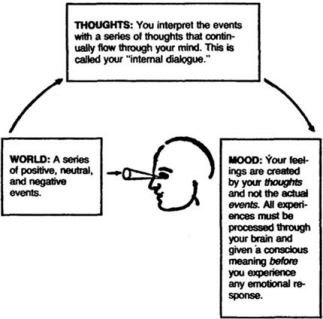 THOUGHTS: You interpret the events
with a series of thoughts that contin-
ually flow through your mind. This is
called your "internal dialogue."
WORLD: A series
of positive, neutral,
and negative
events.
MOOD: Your feel-
ings are created
by your thoughts
and not the actual
events. All experi-
ences must be
processed through
your brain and
given a conscious
meaning before
you experience
any emotional re-
sponse.